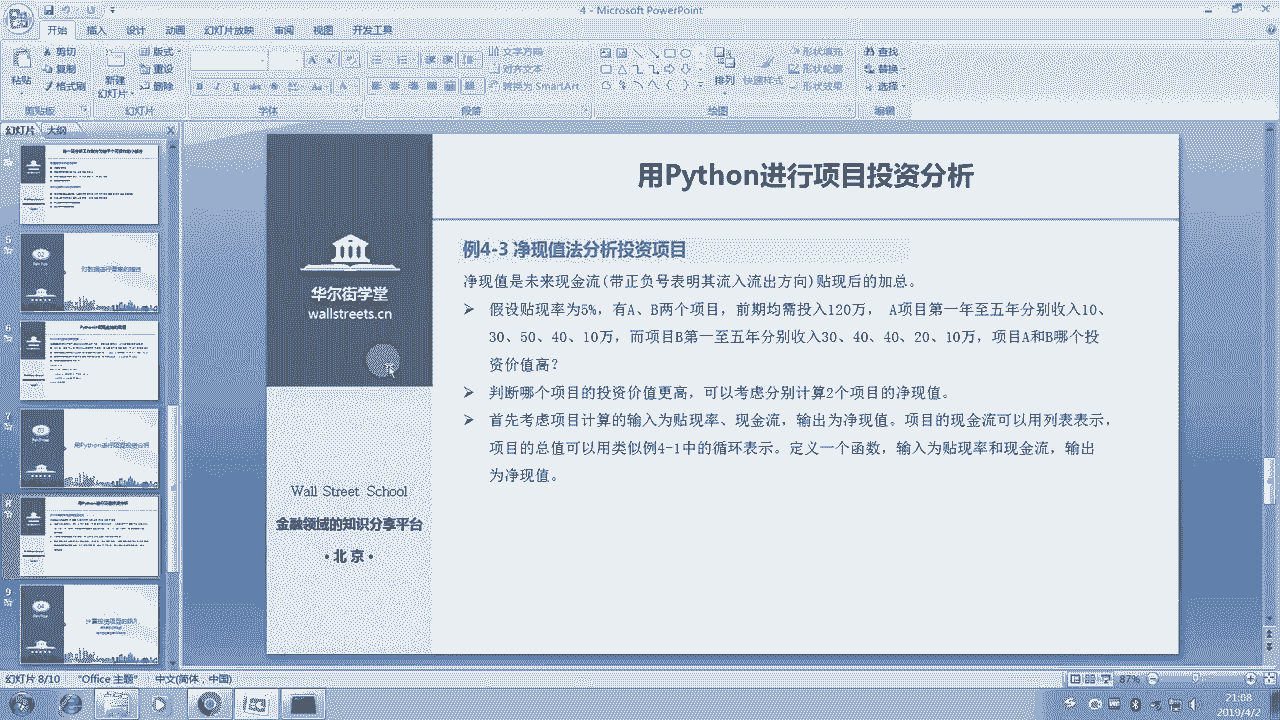 4 - Microsoft PowerPoint
开始 插入 设计 动画 幻灯片放映 审阅 视图 开发工具
剪切
复制
格式刷
粘贴
剪贴板
新建
幻灯片
版式
重设
删除
幻灯片
字体
文字方向
对齐文本
转换为 SmartArt
段落
排列
快速样式
形状填充
形状轮廓
形状效果
绘图
查找
替换
选择
编辑
幻灯片 大纲
用Python进行项目投资分析
例4-3 净现值法分析投资项目
净现值是未来现金流(带正负号表明其流入流出方向)贴现后的加总。
假设贴现率为5%，有A、B两个项目，前期均需投入120万， A项目第一年至五年分别收入10、
30、50、40、10万，而项目B第一至五年分别收入30、40、40、20、10万，项目A和B哪个投
资价值高？
判断哪个项目的投资价值更高，可以考虑分别计算2个项目的净现值。
首先考虑项目计算的输入为贴现率、现金流，输出为净现值。项目的现金流可以用列表表示，
项目的总值可以用类似例4-1中的循环表示。定义一个函数，输入为贴现率和现金流，输出
为净现值。
华尔街学堂
wallstreets.cn
Wall Street School
金融领域的知识分享平台
• 北 京 •
5
7
9
用Python进行项目投资分析
幻灯片 8/10 "Office 主题" 中文(简体，中国)
87%
21:08
2019/4/2